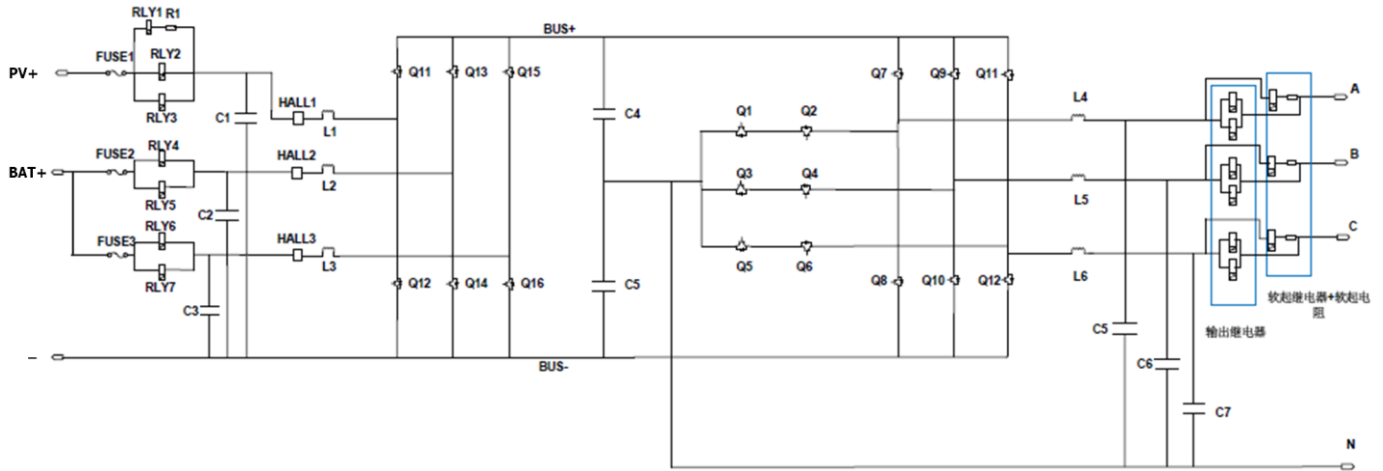 RLY1 R1
FUSE1
RLY2
PV+
RLY3
C1
HALL1
L1
FUSE2
RLY4
BAT+
RLY5
C2
HALL2
L2
RLY6
FUSE3
RLY7
HALL3
L3
C3
–
BUS+
Q11
Q13
Q15
Q12
Q14
Q16
BUS-
C4
C5
Q1
Q2
Q3
Q4
Q5
Q6
Q7
Q9
Q11
Q8
Q10
Q12
L4
L5
L6
C5
C6
C7
A
B
C
软起继电器+软起电
阻
输出继电器
N